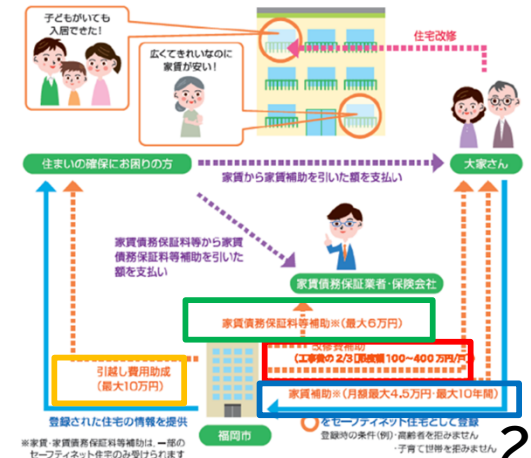 子どもがいても
入居できた！
広くてきれいなのに
家賃が安い！
住宅改修
住まいの確保にお困りの方
大家さん
家賃から家賃補助を引いた額を支払い
家賃債務保証料等から家賃
債務保証料等補助を引いた
額を支払い
家賃債務保証業者・保険会社
家賃債務保証料等補助※（最大6万円）
改修費補助
（工事費の 2/3 100～400万円/戸）
引越し費用助成
（最大10万円）
家賃補助※（月額最大4.5万円・最大10年間）
登録された住宅の情報を提供
福岡市
をセーフティネット住宅として登録
登録時の条件（例）・高齢者を拒みません
・子育て世帯を拒みません
※家賃・家賃債務保証料等補助は、一部の
セーフティネット住宅のみ受けられます